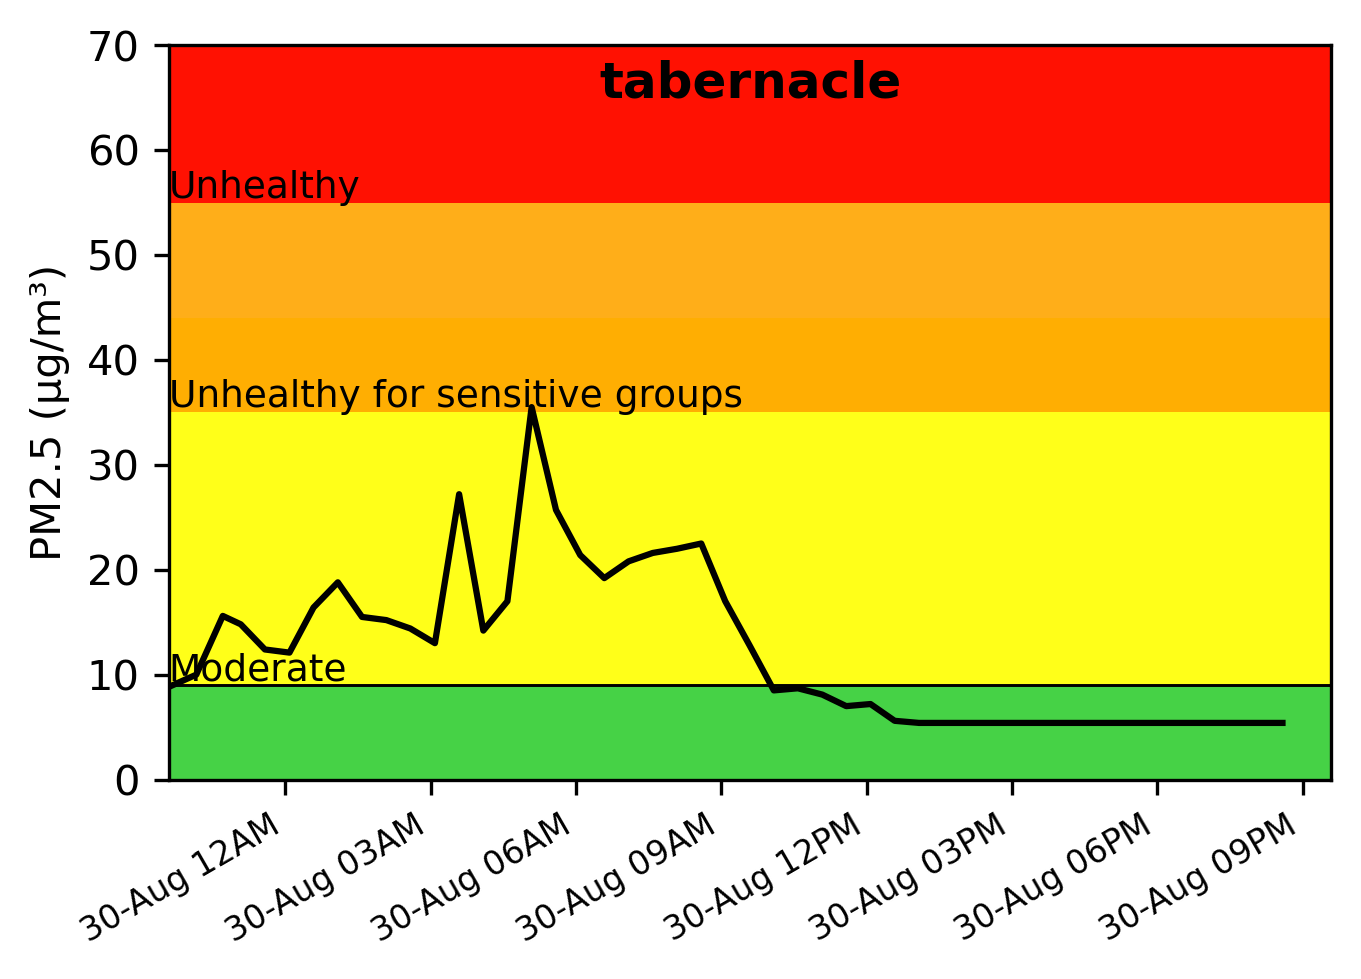 tabernacle
70
60
50
40
30
20
10
0
PM2.5 (µg/m³)
Unhealthy
Unhealthy for sensitive groups
Moderate
30-Aug 12AM
30-Aug 03AM
30-Aug 06AM
30-Aug 09AM
30-Aug 12PM
30-Aug 03PM
30-Aug 06PM
30-Aug 09PM